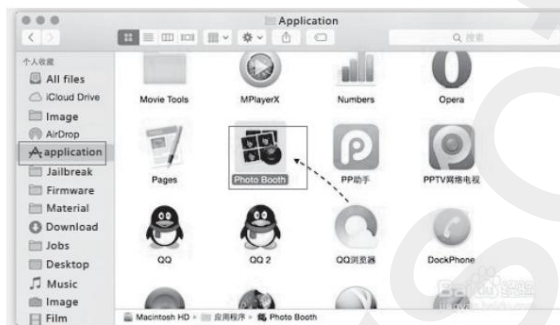 Application
搜索
个人收藏
All files
iCloud Drive
Image
AirDrop
application
Jailbreak
Firmware
Material
Download
Jobs
Desktop
Music
Image
Film
Movie Tools
MPlayerX
Numbers
Opera
Pages
Photo Booth
PP助手
PPTV网络电视
QQ
QQ 2
QQ浏览器
DockPhone
Macintosh HD
应用程序
Photo Booth